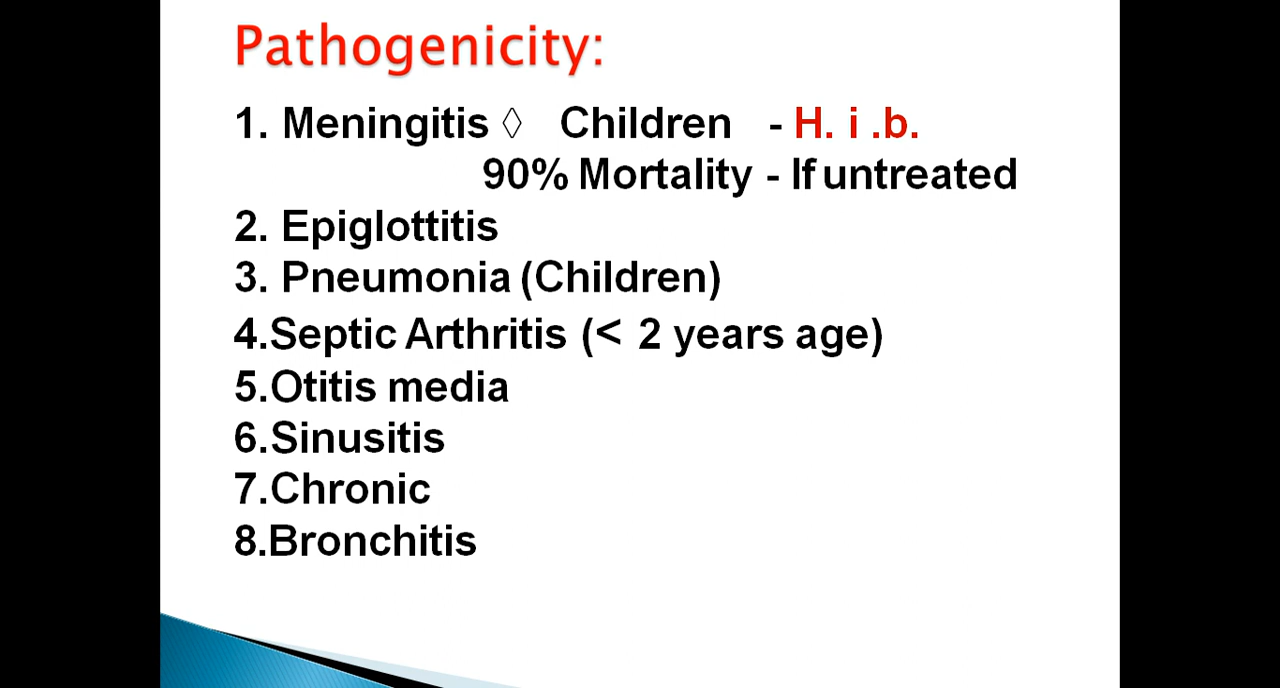 Pathogenicity:
1. Meningitis ◊ Children - H. i .b.
90% Mortality - If untreated
2. Epiglottitis
3. Pneumonia (Children)
4.Septic Arthritis (< 2 years age)
5.Otitis media
6.Sinusitis
7.Chronic
8.Bronchitis